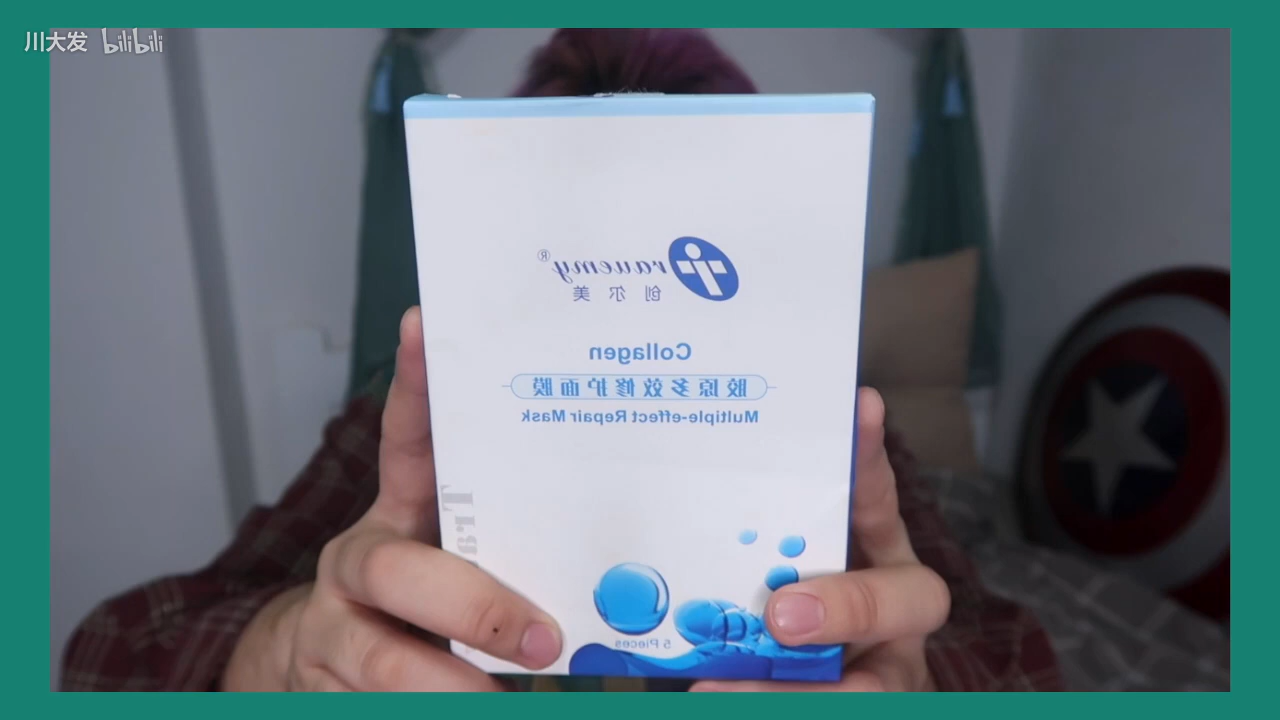 川大发 bilibili
Trauemy®
创尔美
Collagen
胶原多效修护面膜
Multiple-effect Repair Mask
5 Pieces